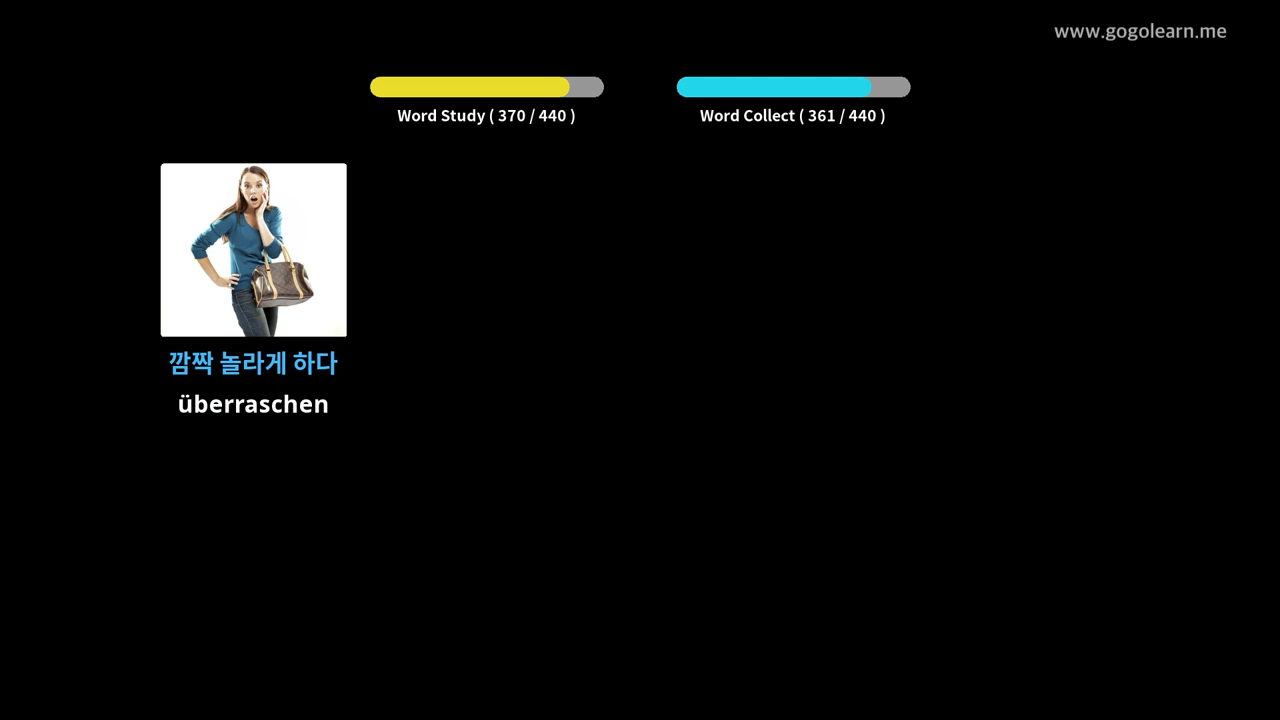 www.gogolearn.me
Word Study ( 370 / 440 )
Word Collect ( 361 / 440 )
깜짝 놀라게 하다
überraschen